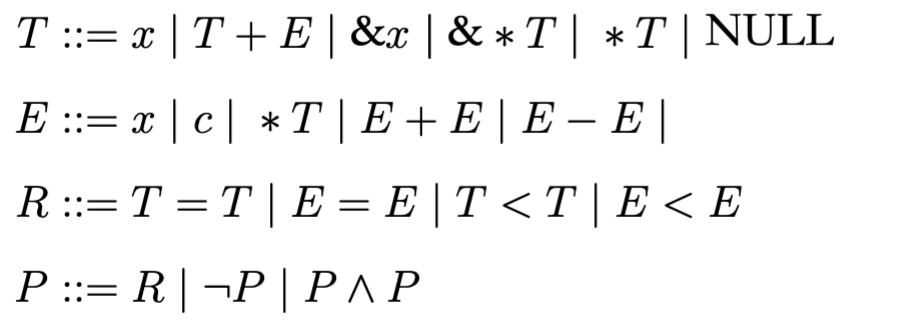 T ::= x | T + E | &x | & ∗ T | ∗ T | NULL
E ::= x | c | ∗ T | E + E | E − E |
R ::= T = T | E = E | T < T | E < E
P ::= R | ¬P | P ∧ P